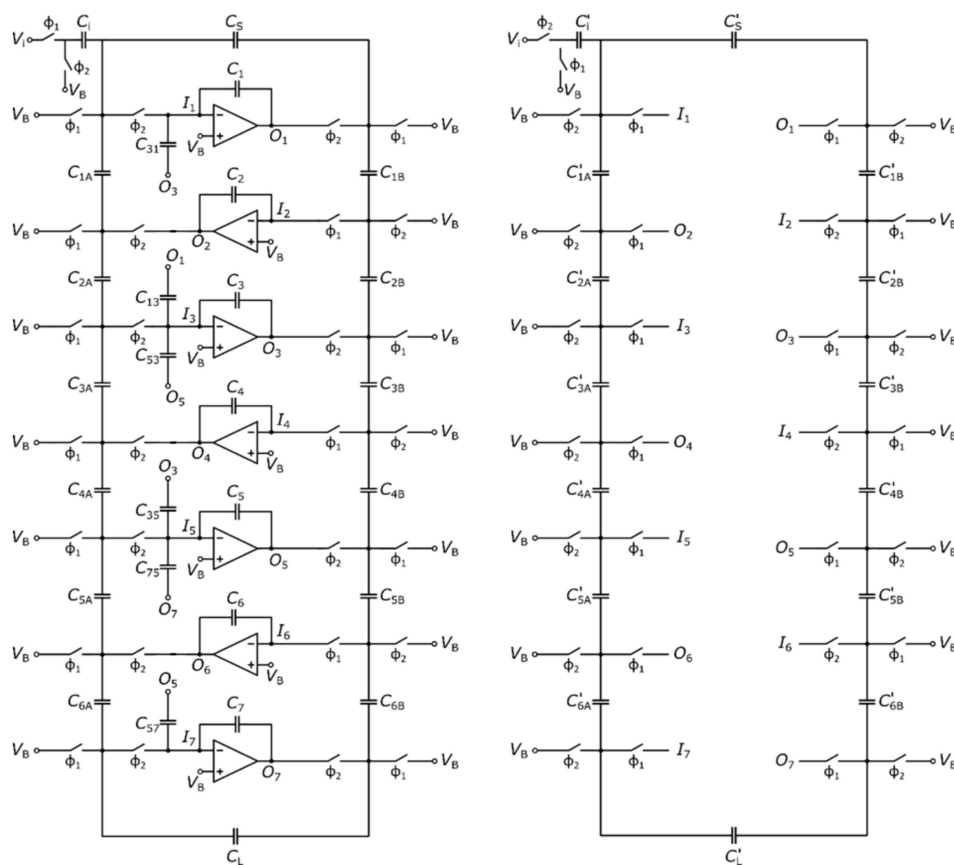 ϕ1 Ci CS ϕ2 C'i C'S
Vi Vi
ϕ2 ϕ1
VB C1 VB
VB I1 VB I1 O1 VB
ϕ1 ϕ2 − + VB O1 ϕ2 ϕ1 VB ϕ2 ϕ1 ϕ1 ϕ2
C31
C1A O3 C1B C'1A C'1B
C2
VB O2 − + I2 VB VB O2 I2 VB
ϕ1 ϕ2 VB ϕ1 ϕ2 ϕ2 ϕ1 ϕ2 ϕ1
O1
C2A C13 C3 C2B C'2A C'2B
VB I3 VB I3 O3 VB
ϕ1 ϕ2 − + VB O3 ϕ2 ϕ1 VB ϕ2 ϕ1 ϕ1 ϕ2
C53
C3A O5 C3B C'3A C'3B
C4
VB O4 − + I4 VB VB O4 I4 VB
ϕ1 ϕ2 VB ϕ1 ϕ2 ϕ2 ϕ1 ϕ2 ϕ1
O3
C4A C35 C5 C4B C'4A C'4B
VB I5 VB I5 O5 VB
ϕ1 ϕ2 − + VB O5 ϕ2 ϕ1 VB ϕ2 ϕ1 ϕ1 ϕ2
C75
C5A O7 C5B C'5A C'5B
C6
VB O6 − + I6 VB VB O6 I6 VB
ϕ1 ϕ2 VB ϕ1 ϕ2 ϕ2 ϕ1 ϕ2 ϕ1
O5
C6A C57 C7 C6B C'6A C'6B
VB I7 VB I7 O7 VB
ϕ1 ϕ2 − + VB O7 ϕ2 ϕ1 VB ϕ2 ϕ1 ϕ1 ϕ2
CL C'L